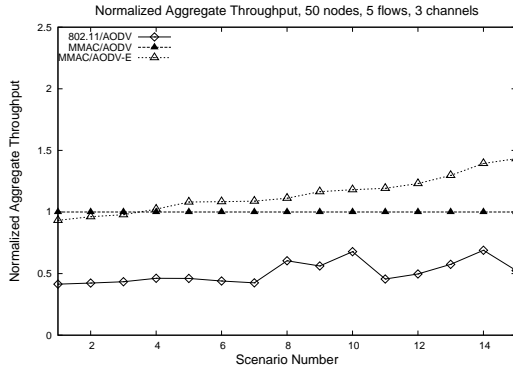 Normalized Aggregate Throughput, 50 nodes, 5 flows, 3 channels
2.5
802.11/AODV
MMAC/AODV
MMAC/AODV-E
2
1.5
1
0.5
0
Normalized Aggregate Throughput
2 4 6 8 10 12 14
Scenario Number